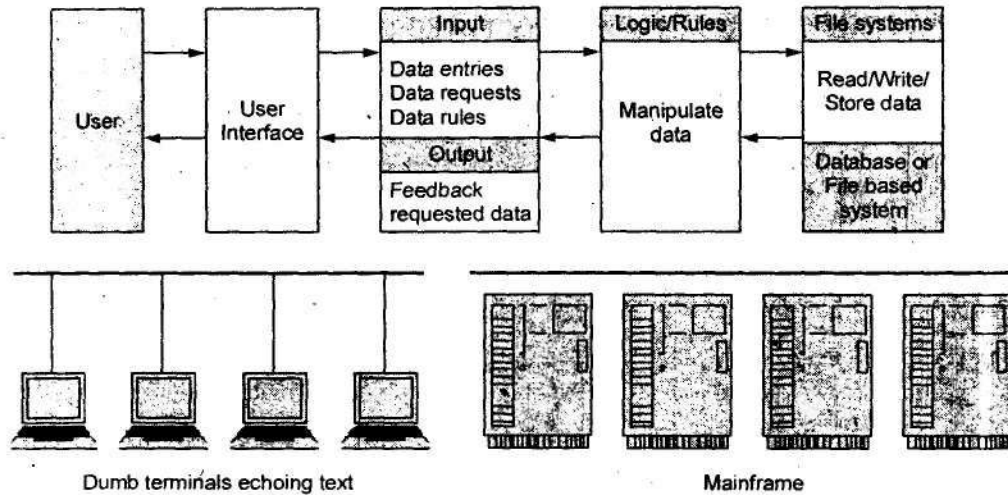 User
User
Interface
Input
Data entries
Data requests
Data rules
Output
Feedback
requested data
Logic/Rules
Manipulate
data
File systems
Read/Write/
Store data
Database or
File based
system
Dumb terminals echoing text
Mainframe